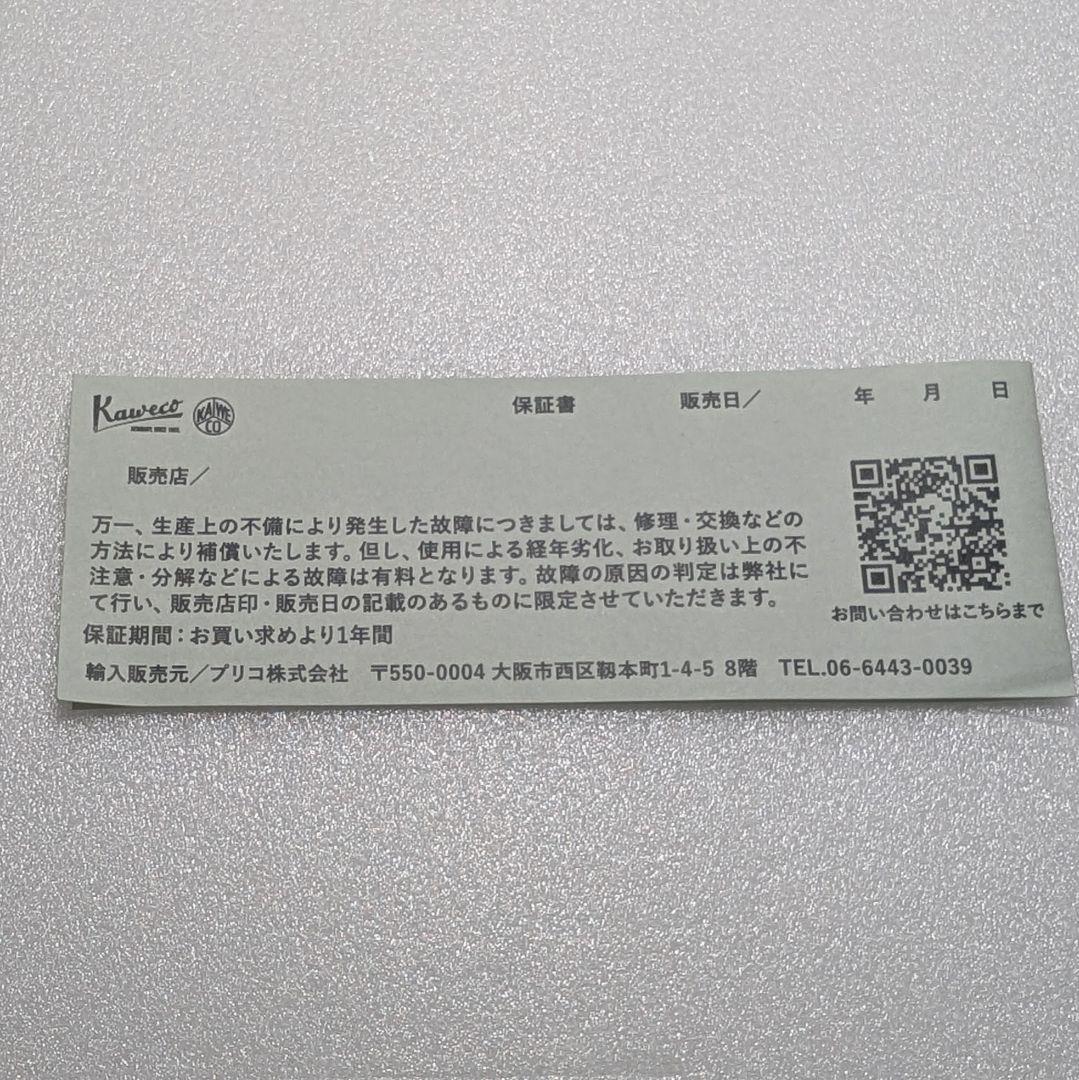 Kaweco KAWE CO 保証書 販売日／ 年 月 日
販売店／
万一、生産上の不備により発生した故障につきましては、修理・交換などの
方法により補償いたします。但し、使用による経年劣化、お取り扱い上の不
注意・分解などによる故障は有料となります。故障の原因の判定は弊社に
て行い、販売店印・販売日の記載のあるものに限定させていただきます。
お問い合わせはこちらまで
保証期間：お買い求めより1年間
輸入販売元／プリコ株式会社 〒550-0004 大阪市西区靱本町1-4-5 8階 TEL.06-6443-0039